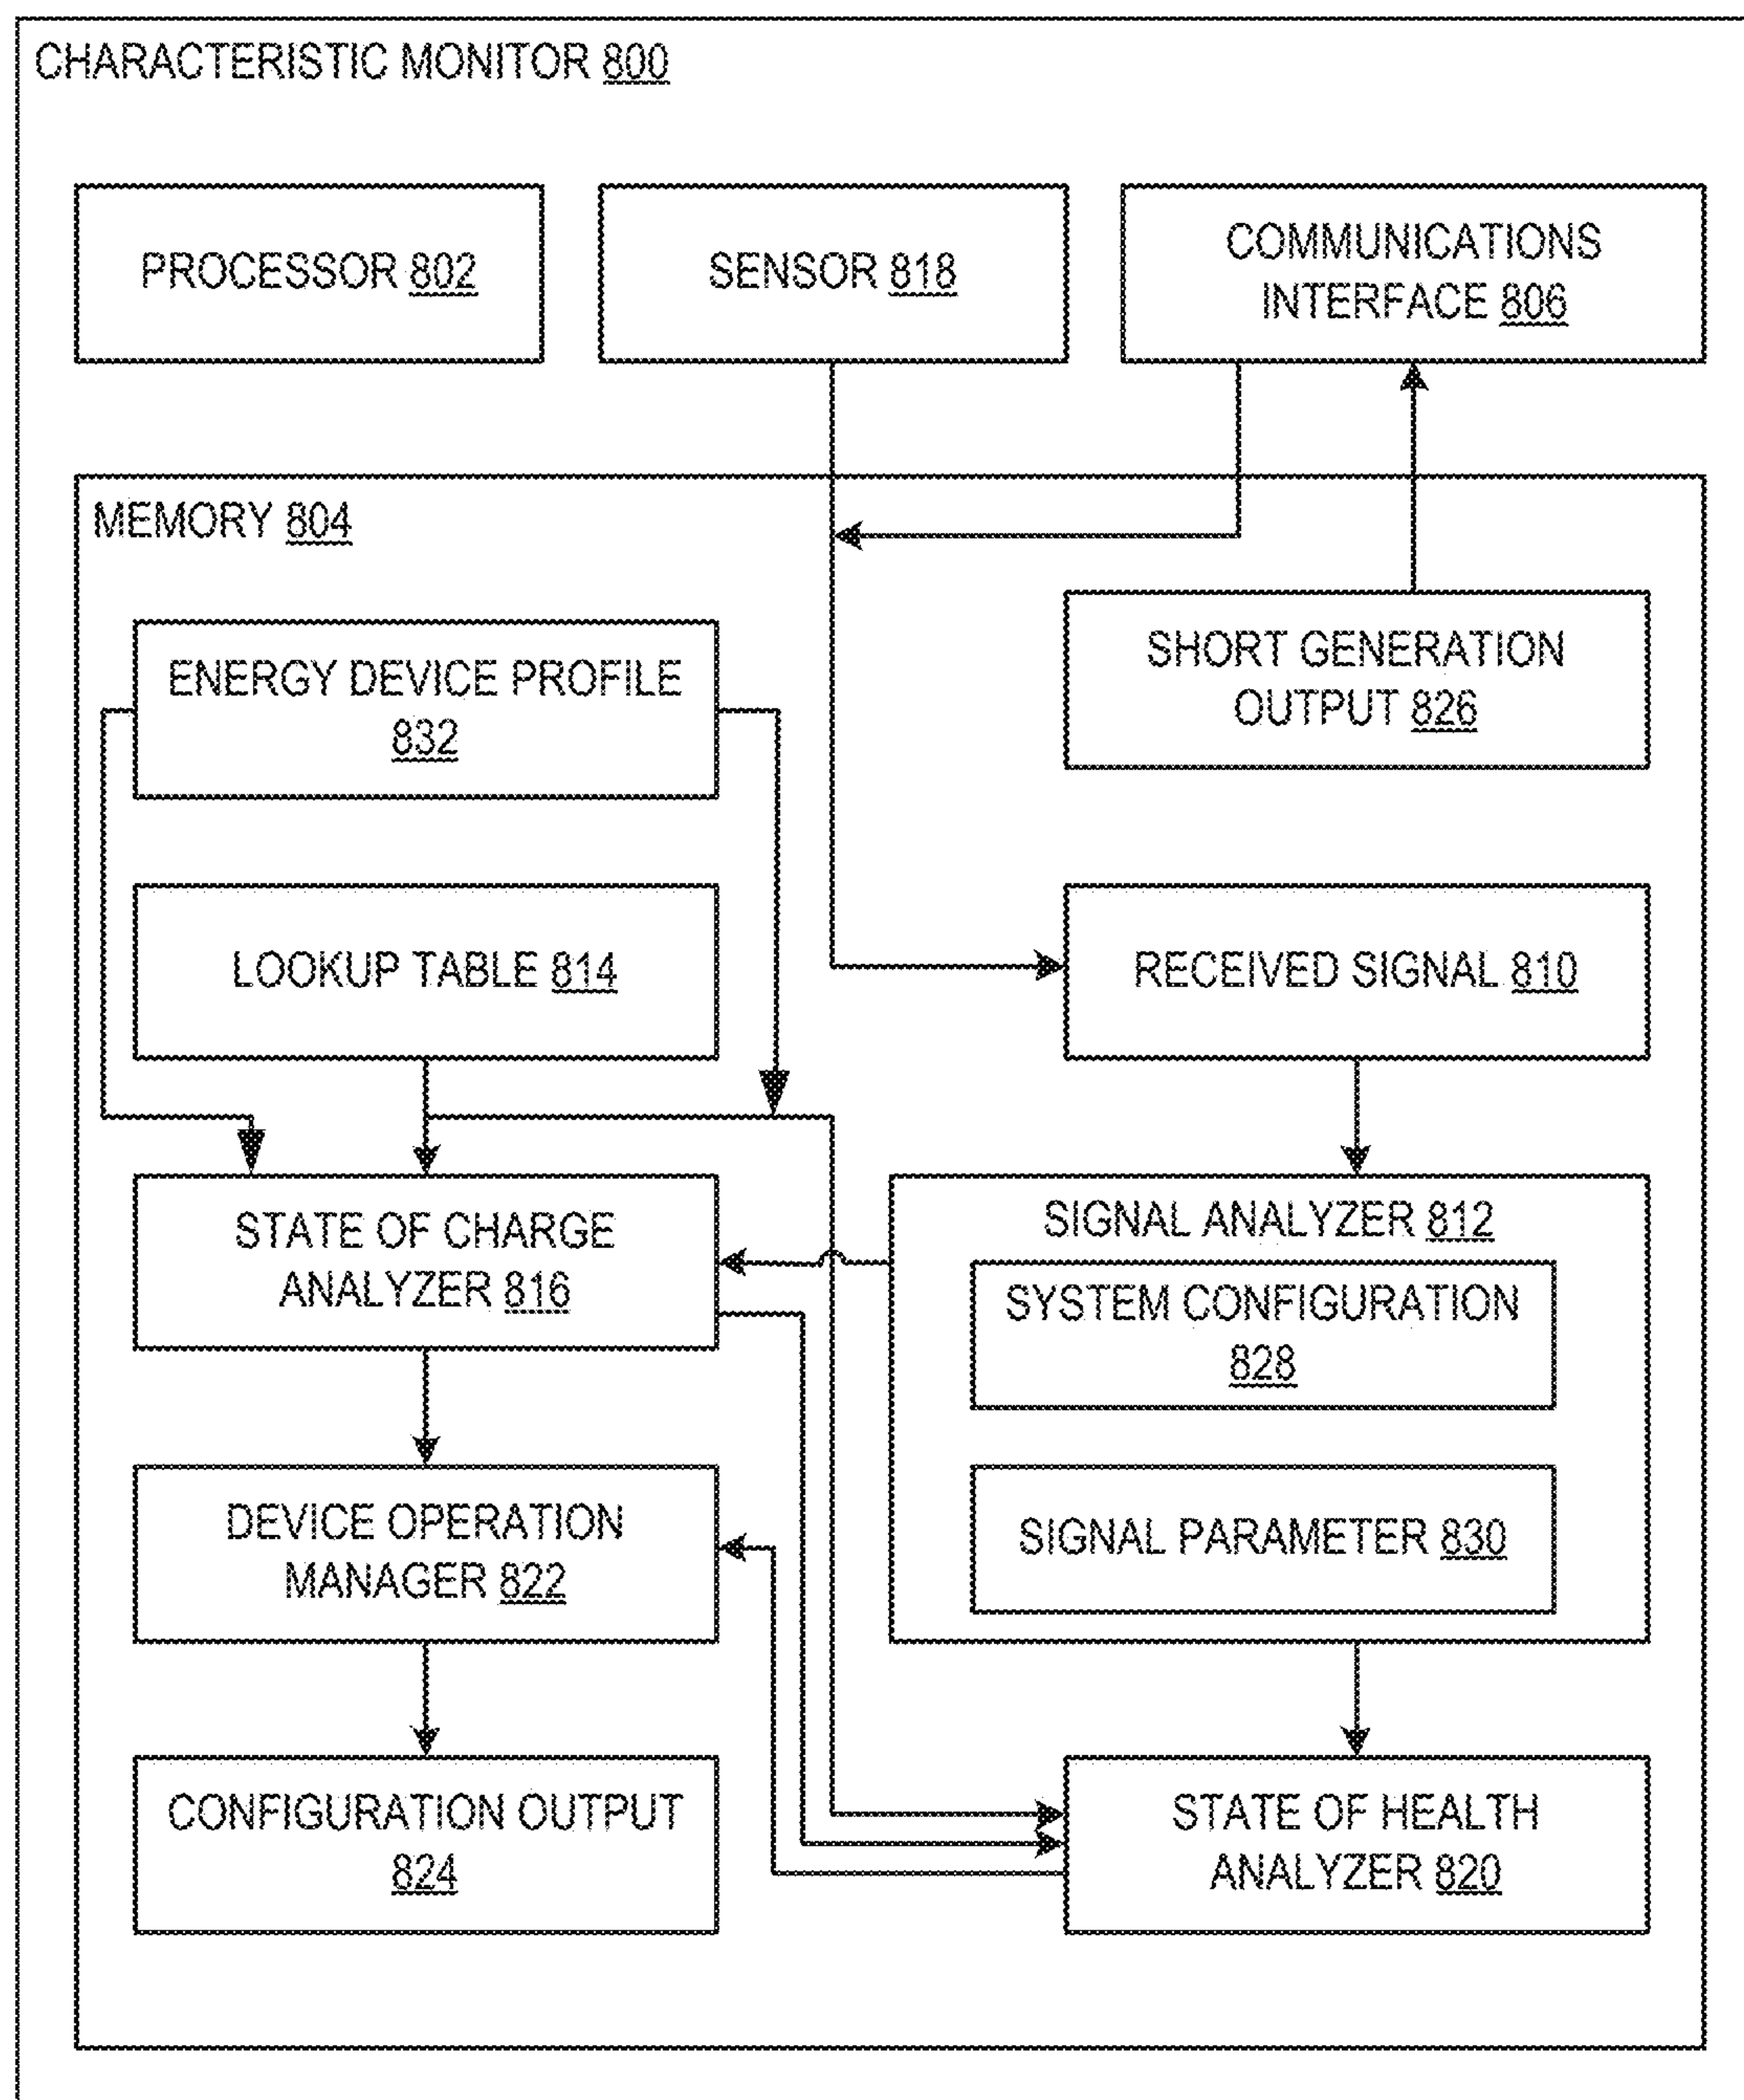 CHARACTERISTIC MONITOR 800
PROCESSOR 802
SENSOR 818
COMMUNICATIONS
INTERFACE 806
MEMORY 804
ENERGY DEVICE PROFILE
832
SHORT GENERATION
OUTPUT 826
LOOKUP TABLE 814
RECEIVED SIGNAL 810
STATE OF CHARGE
ANALYZER 816
SIGNAL ANALYZER 812
SYSTEM CONFIGURATION
828
DEVICE OPERATION
MANAGER 822
SIGNAL PARAMETER 830
CONFIGURATION OUTPUT
824
STATE OF HEALTH
ANALYZER 820